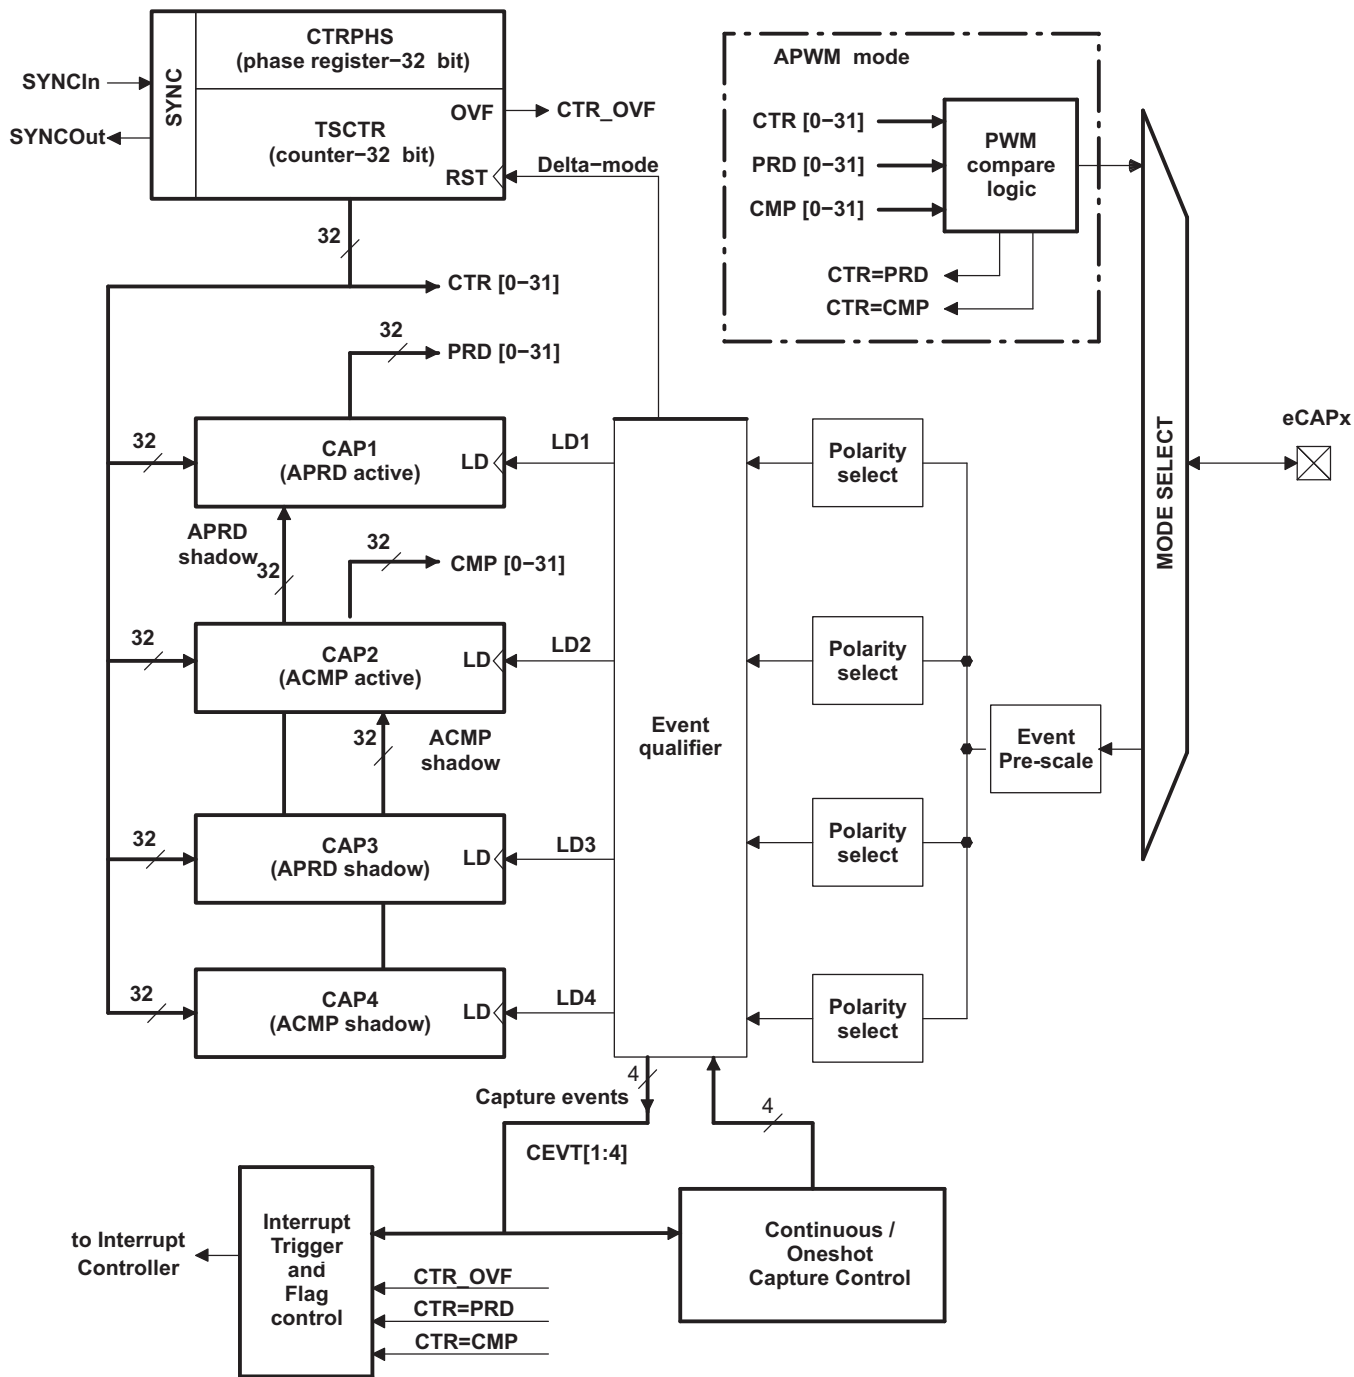 CTRPHS
(phase register−32 bit)
SYNC
SYNCIn
SYNCOut
OVF
CTR_OVF
TSCTR
(counter−32 bit)
RST
Delta−mode
32
CTR [0−31]
32
PRD [0−31]
APWM mode
CTR [0−31]
PRD [0−31]
CMP [0−31]
PWM
compare
logic
CTR=PRD
CTR=CMP
MODE SELECT
eCAPx
32
CAP1
(APRD active)
LD
LD1
Polarity
select
APRD
shadow
32
32
CMP [0−31]
32
CAP2
(ACMP active)
LD
LD2
Polarity
select
32
ACMP
shadow
Event
qualifier
Event
Pre-scale
32
CAP3
(APRD shadow)
LD
LD3
Polarity
select
32
CAP4
(ACMP shadow)
LD
LD4
Polarity
select
4
Capture events
CEVT[1:4]
4
Interrupt
Trigger
and
Flag
control
to Interrupt
Controller
CTR_OVF
CTR=PRD
CTR=CMP
Continuous /
Oneshot
Capture Control